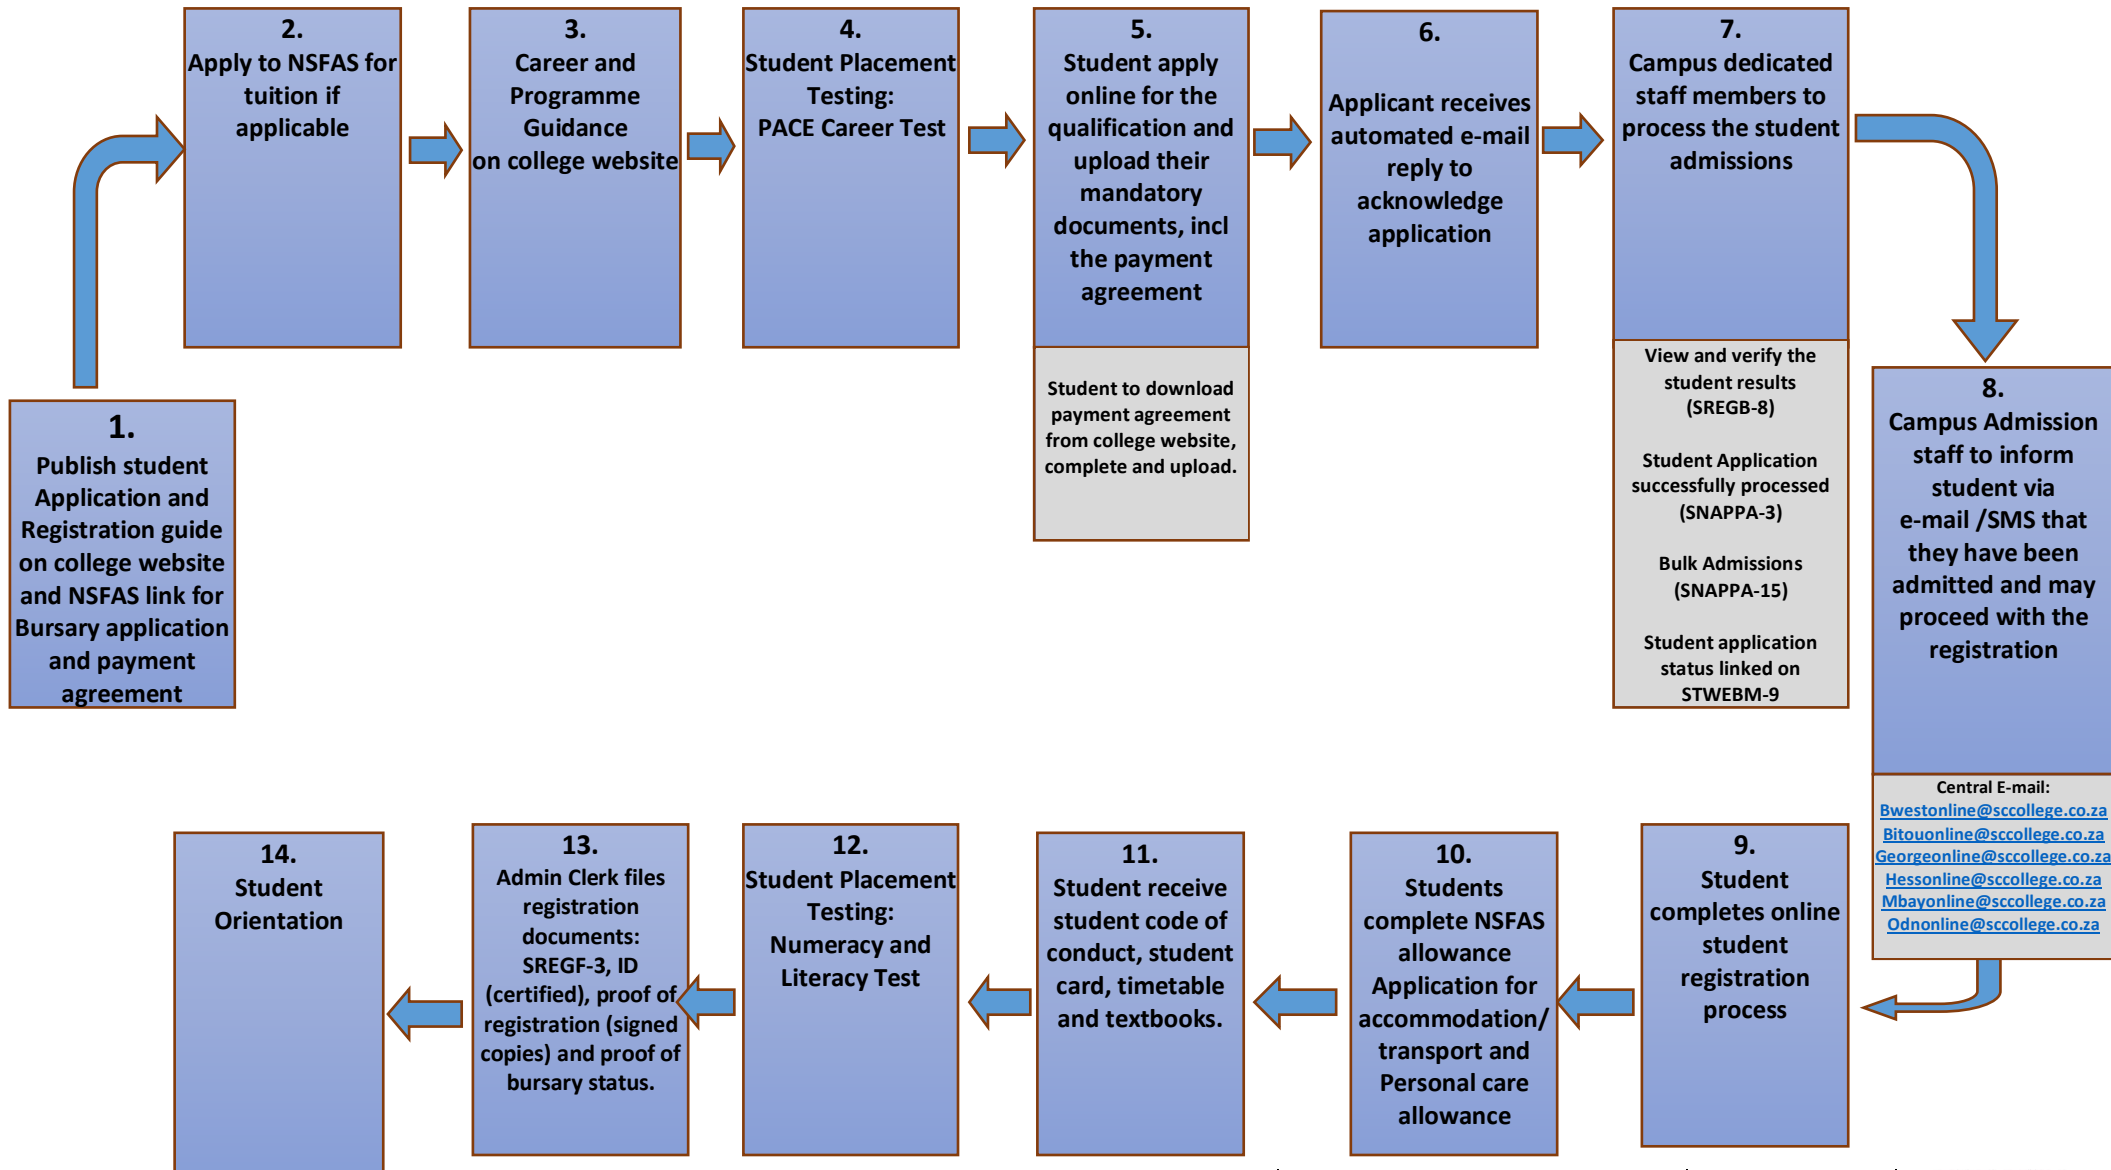 1.
Publish student
Application and
Registration guide
on college website
and NSFAS link for
Bursary application
and payment
agreement
2.
Apply to NSFAS for
tuition if
applicable
3.
Career and
Programme
Guidance
on college website
4.
Student Placement
Testing:
PACE Career Test
5.
Student apply
online for the
qualification and
upload their
mandatory
documents, incl
the payment
agreement
Student to download
payment agreement
from college website,
complete and upload.
6.
Applicant receives
automated e-mail
reply to
acknowledge
application
7.
Campus dedicated
staff members to
process the student
admissions
View and verify the
student results
(SREGB-8)
Student Application
successfully processed
(SNAPPA-3)
Bulk Admissions
(SNAPPA-15)
Student application
status linked on
STWEBM-9
8.
Campus Admission
staff to inform
student via
e-mail /SMS that
they have been
admitted and may
proceed with the
registration
Central E-mail:
Bwestonline@sccollege.co.za
Bitouonline@sccollege.co.za
Georgeonline@sccollege.co.za
Hessonline@sccollege.co.za
Mbayonline@sccollege.co.za
Odnonline@sccollege.co.za
9.
Student
completes online
student
registration
process
10.
Students
complete NSFAS
allowance
Application for
accommodation/
transport and
Personal care
allowance
11.
Student receive
student code of
conduct, student
card, timetable
and textbooks.
12.
Student Placement
Testing:
Numeracy and
Literacy Test
13.
Admin Clerk files
registration
documents:
SREGF-3, ID
(certified), proof of
registration (signed
copies) and proof of
bursary status.
14.
Student
Orientation